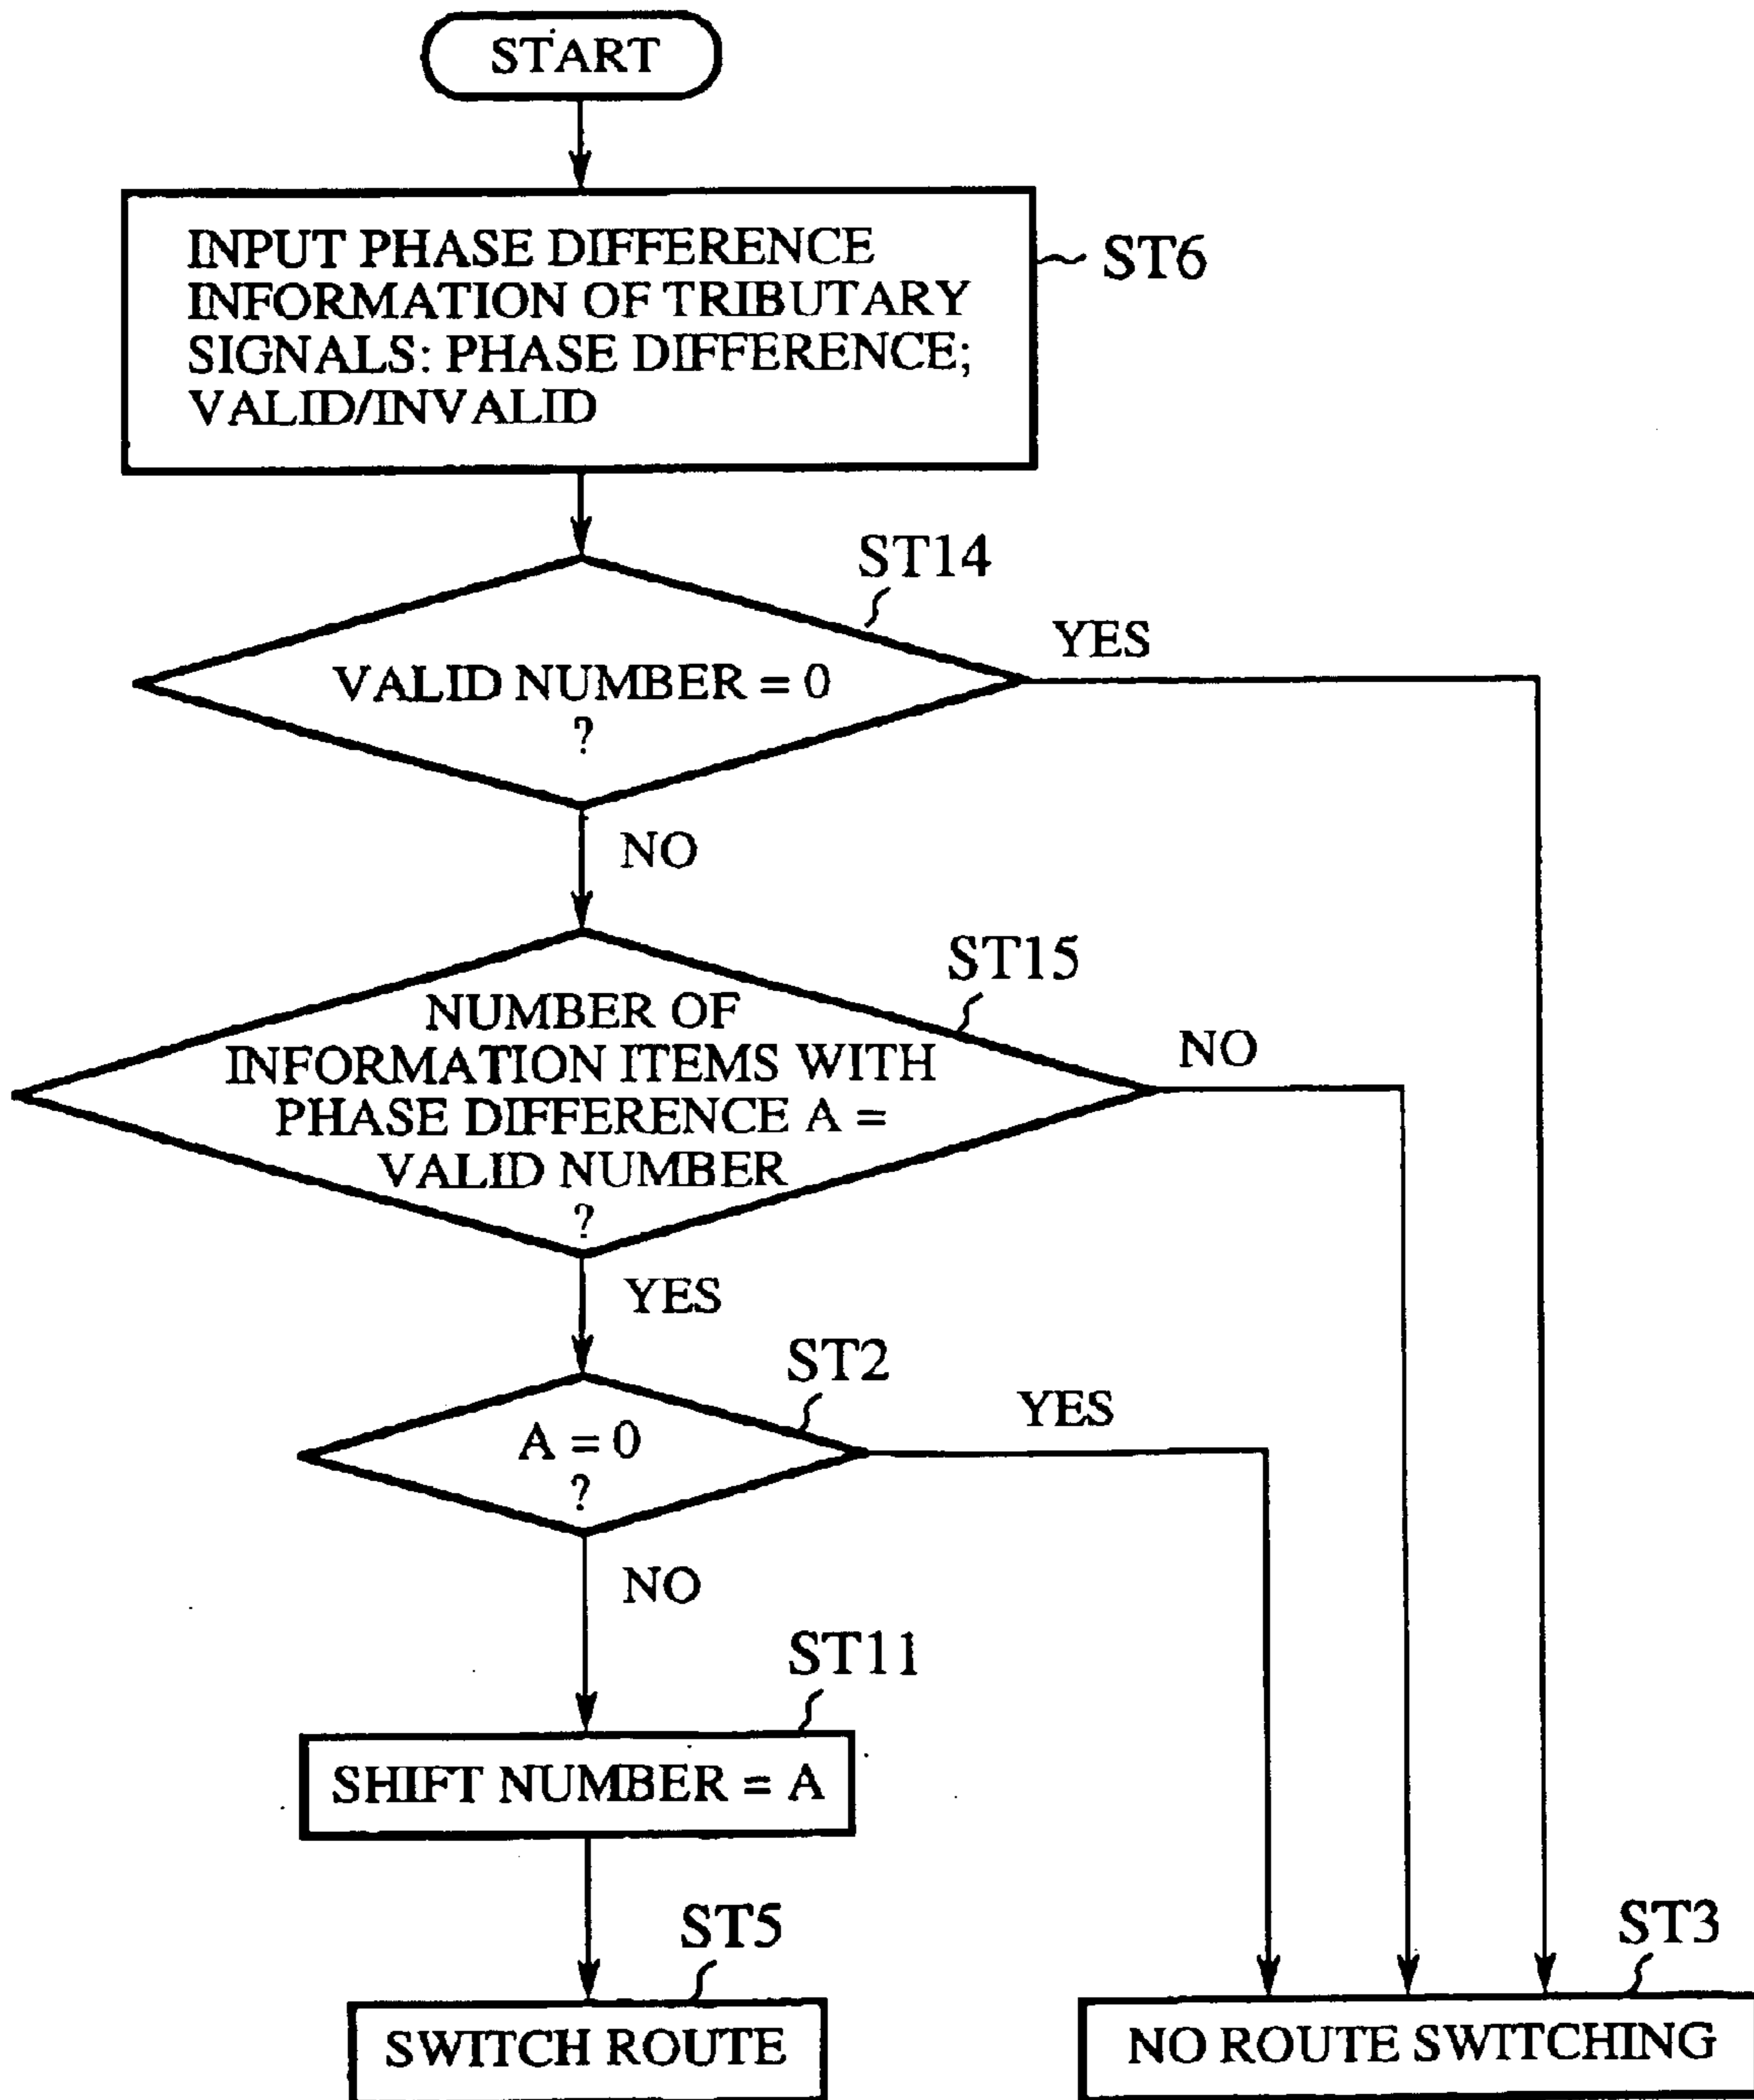 START
INPUT PHASE DIFFERENCE
INFORMATION OF TRIBUTARY
SIGNALS: PHASE DIFFERENCE;
VALID/INVALID
ST6
ST14
VALID NUMBER = 0
?
YES
NO
ST15
NUMBER OF
INFORMATION ITEMS WITH
PHASE DIFFERENCE A =
VALID NUMBER
?
NO
YES
ST2
A = 0
?
YES
NO
ST11
SHIFT NUMBER = A
ST5
SWITCH ROUTE
ST3
NO ROUTE SWITCHING